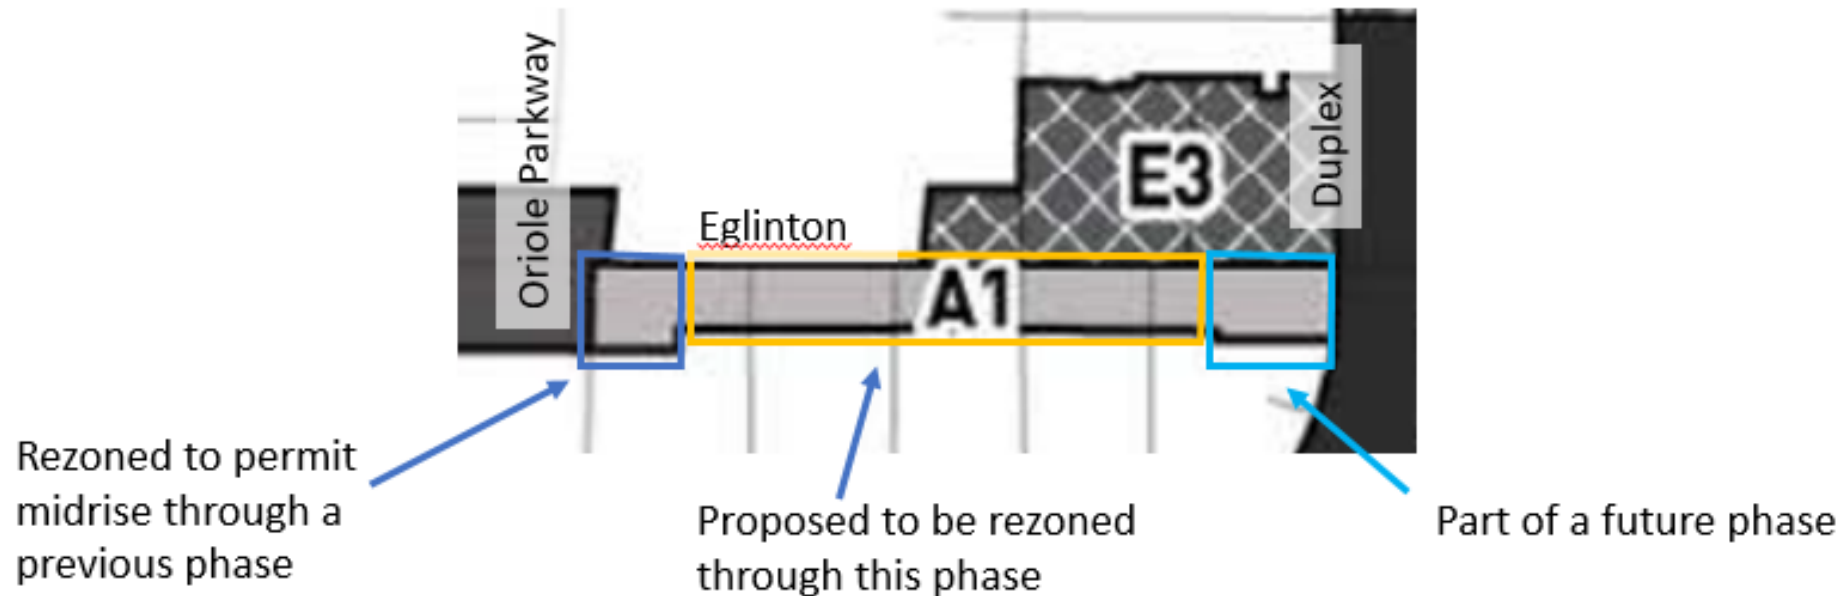 Oriole Parkway
Eglinton
E3
Duplex
A1
Rezoned to permit
midrise through a
previous phase
Proposed to be rezoned
through this phase
Part of a future phase